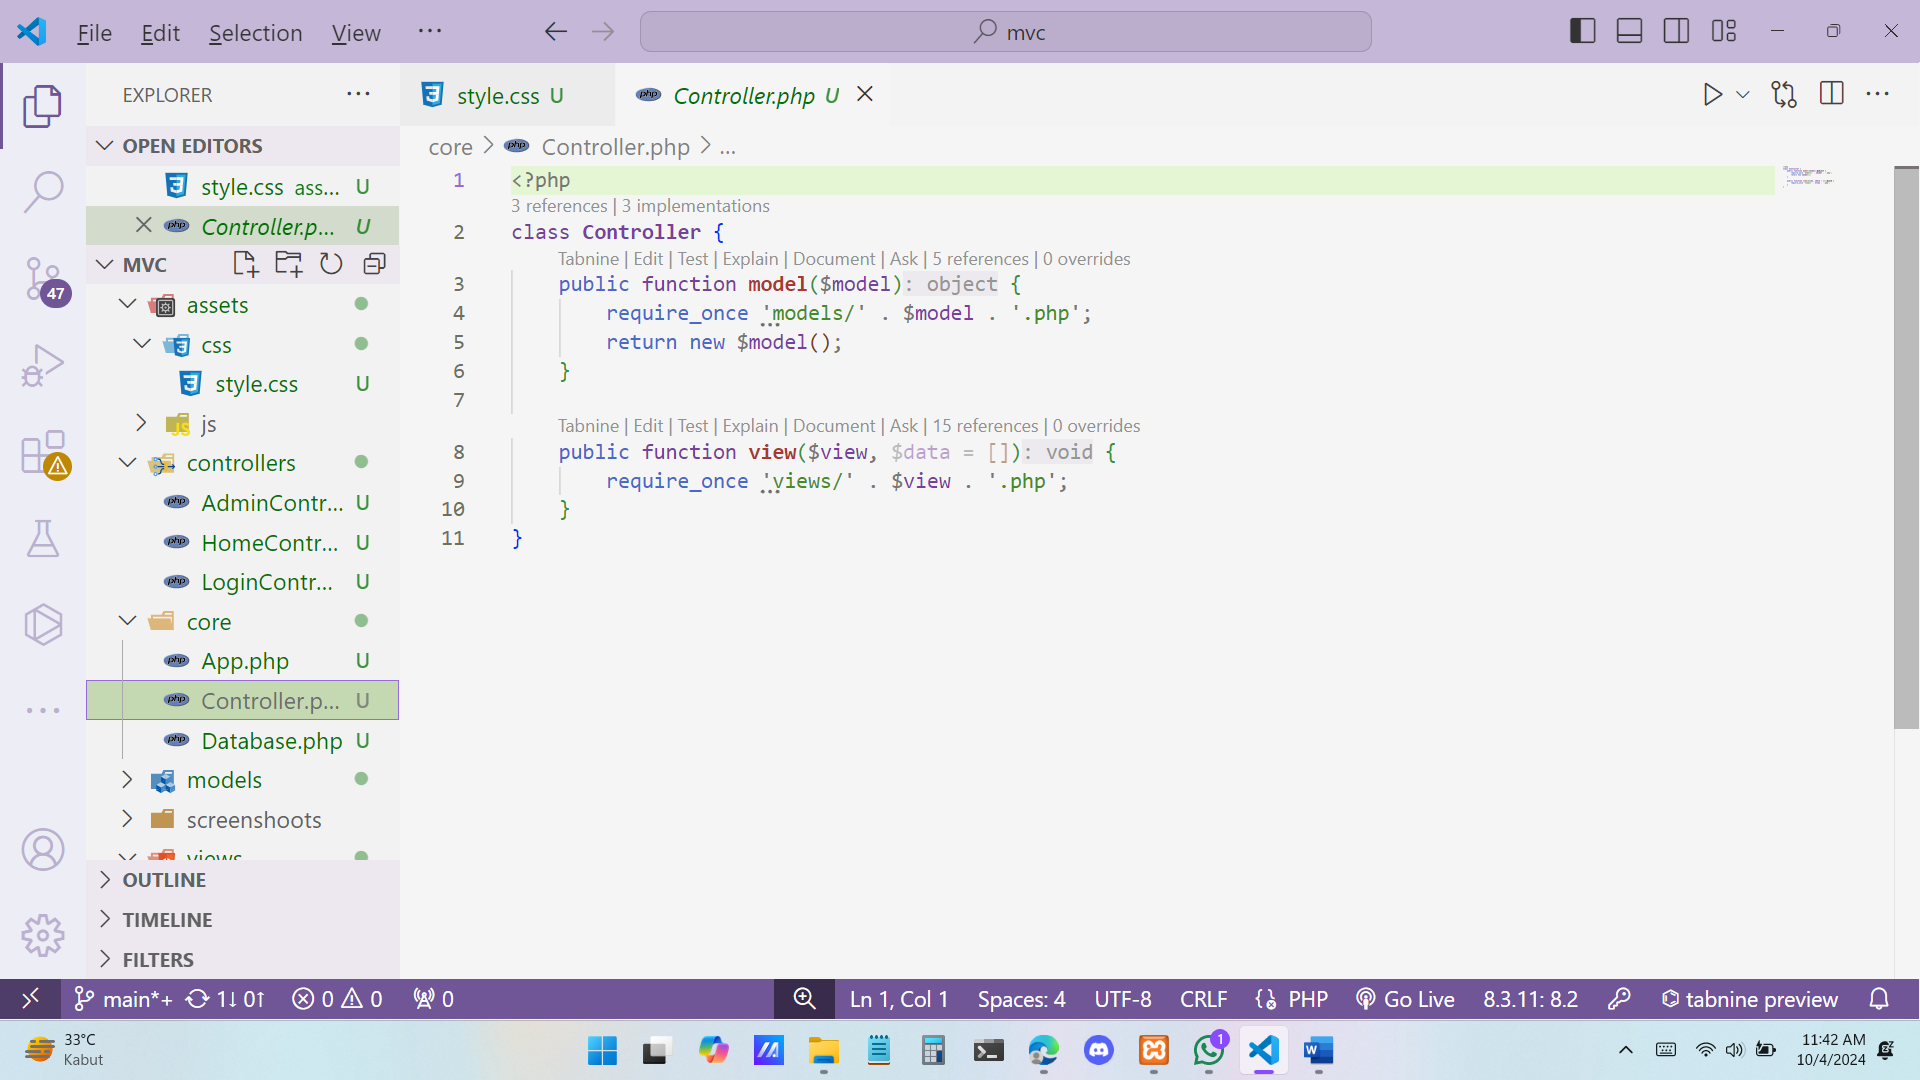 File Edit Selection View ··· mvc
EXPLORER ···
OPEN EDITORS
style.css ass... U
Controller.p... U
MVC
47
assets
css
style.css U
js
controllers
AdminContr... U
HomeContr... U
LoginContr... U
core
App.php U
Controller.p... U
Database.php U
models
screenshoots
views
OUTLINE
TIMELINE
FILTERS
style.css U
Controller.php U
core > Controller.php > ...
1 <?php
3 references | 3 implementations
2 class Controller {
Tabnine | Edit | Test | Explain | Document | Ask | 5 references | 0 overrides
3 public function model($model): object {
4 require_once 'models/' . $model . '.php';
5 return new $model();
6 }
7
Tabnine | Edit | Test | Explain | Document | Ask | 15 references | 0 overrides
8 public function view($view, $data = []): void {
9 require_once 'views/' . $view . '.php';
10 }
11 }
main*+ 1↓ 0↑ 0 0 0 Ln 1, Col 1 Spaces: 4 UTF-8 CRLF PHP Go Live 8.3.11: 8.2 tabnine preview
33°C
Kabut
1
11:42 AM
10/4/2024